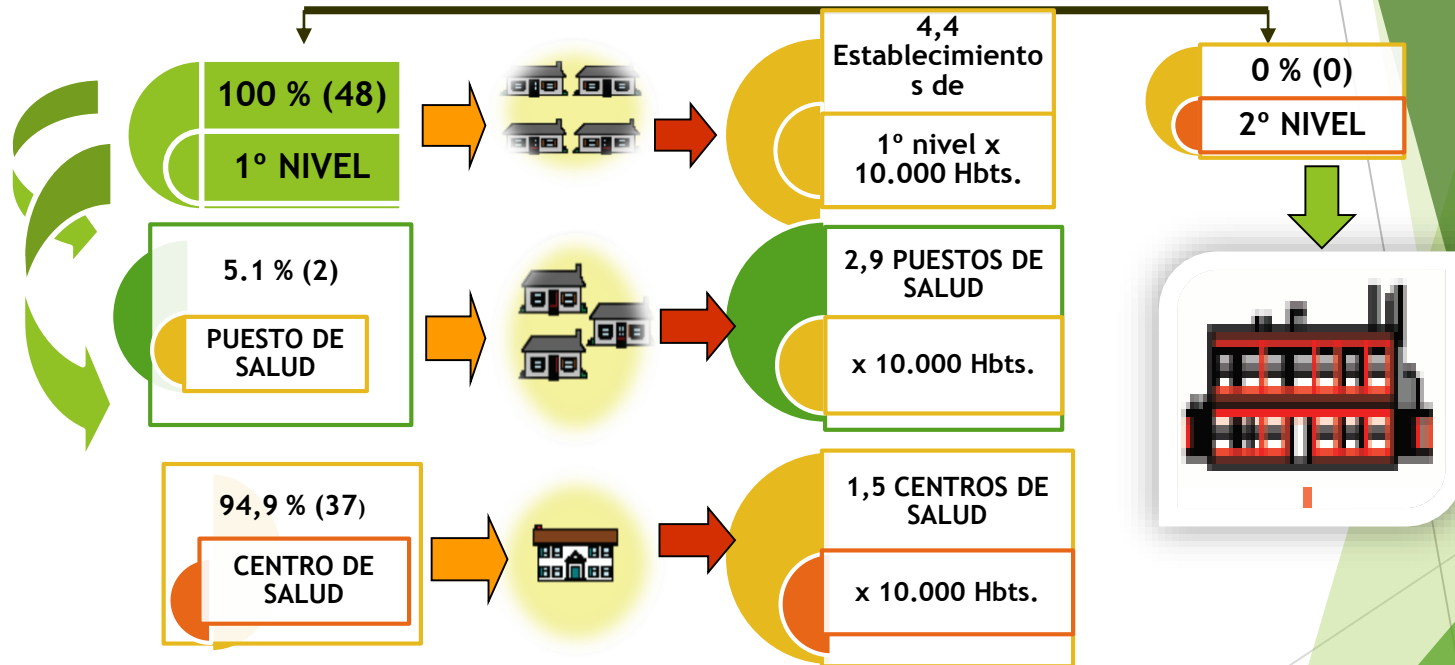 100 % (48)
1º NIVEL
4,4
Establecimiento
s de
1º nivel x
10.000 Hbts.
0 % (0)
2º NIVEL
5.1 % (2)
PUESTO DE
SALUD
2,9 PUESTOS DE
SALUD
x 10.000 Hbts.
94,9 % (37)
CENTRO DE
SALUD
1,5 CENTROS DE
SALUD
x 10.000 Hbts.